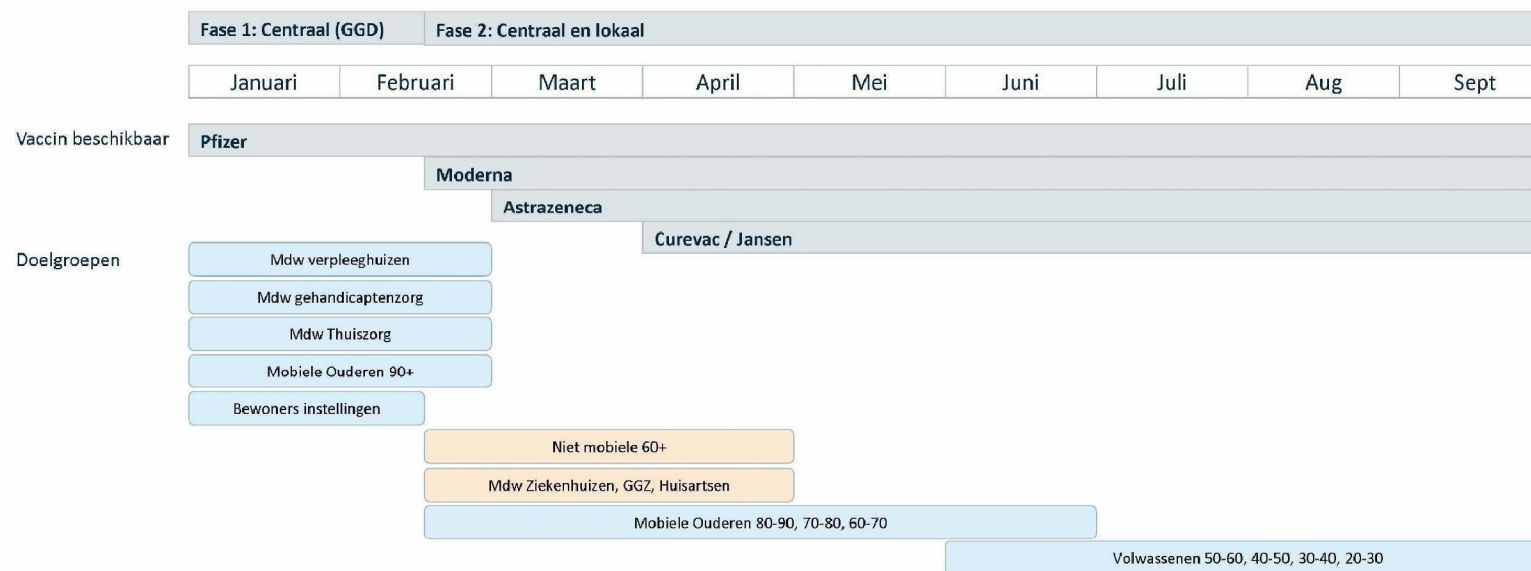 Fase 1: Centraal (GGD) Fase 2: Centraal en lokaal
Januari Februari Maart April Mei Juni Juli Aug Sept
Vaccin beschikbaar Pfizer
Moderna
Astrazeneca
Curevac / Jansen
Doelgroepen Mdw verpleeghuizen
Mdw gehandicaptenzorg
Mdw Thuiszorg
Mobiele Ouderen 90+
Bewoners instellingen
Niet mobiele 60+
Mdw Ziekenhuizen, GGZ, Huisartsen
Mobiele Ouderen 80-90, 70-80, 60-70
Volwassenen 50-60, 40-50, 30-40, 20-30